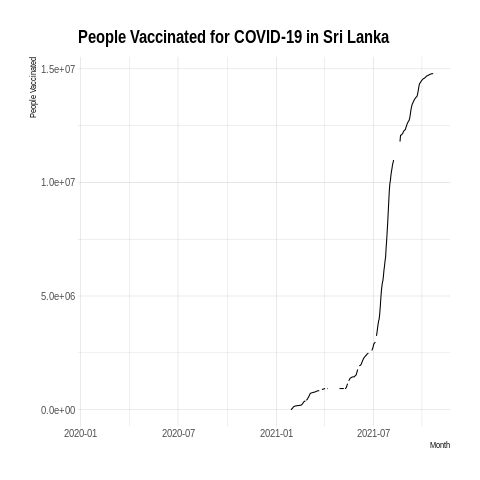 People Vaccinated for COVID-19 in Sri Lanka
People Vaccinated
1.5e+07
1.0e+07
5.0e+06
0.0e+00
2020-01 2020-07 2021-01 2021-07
Month